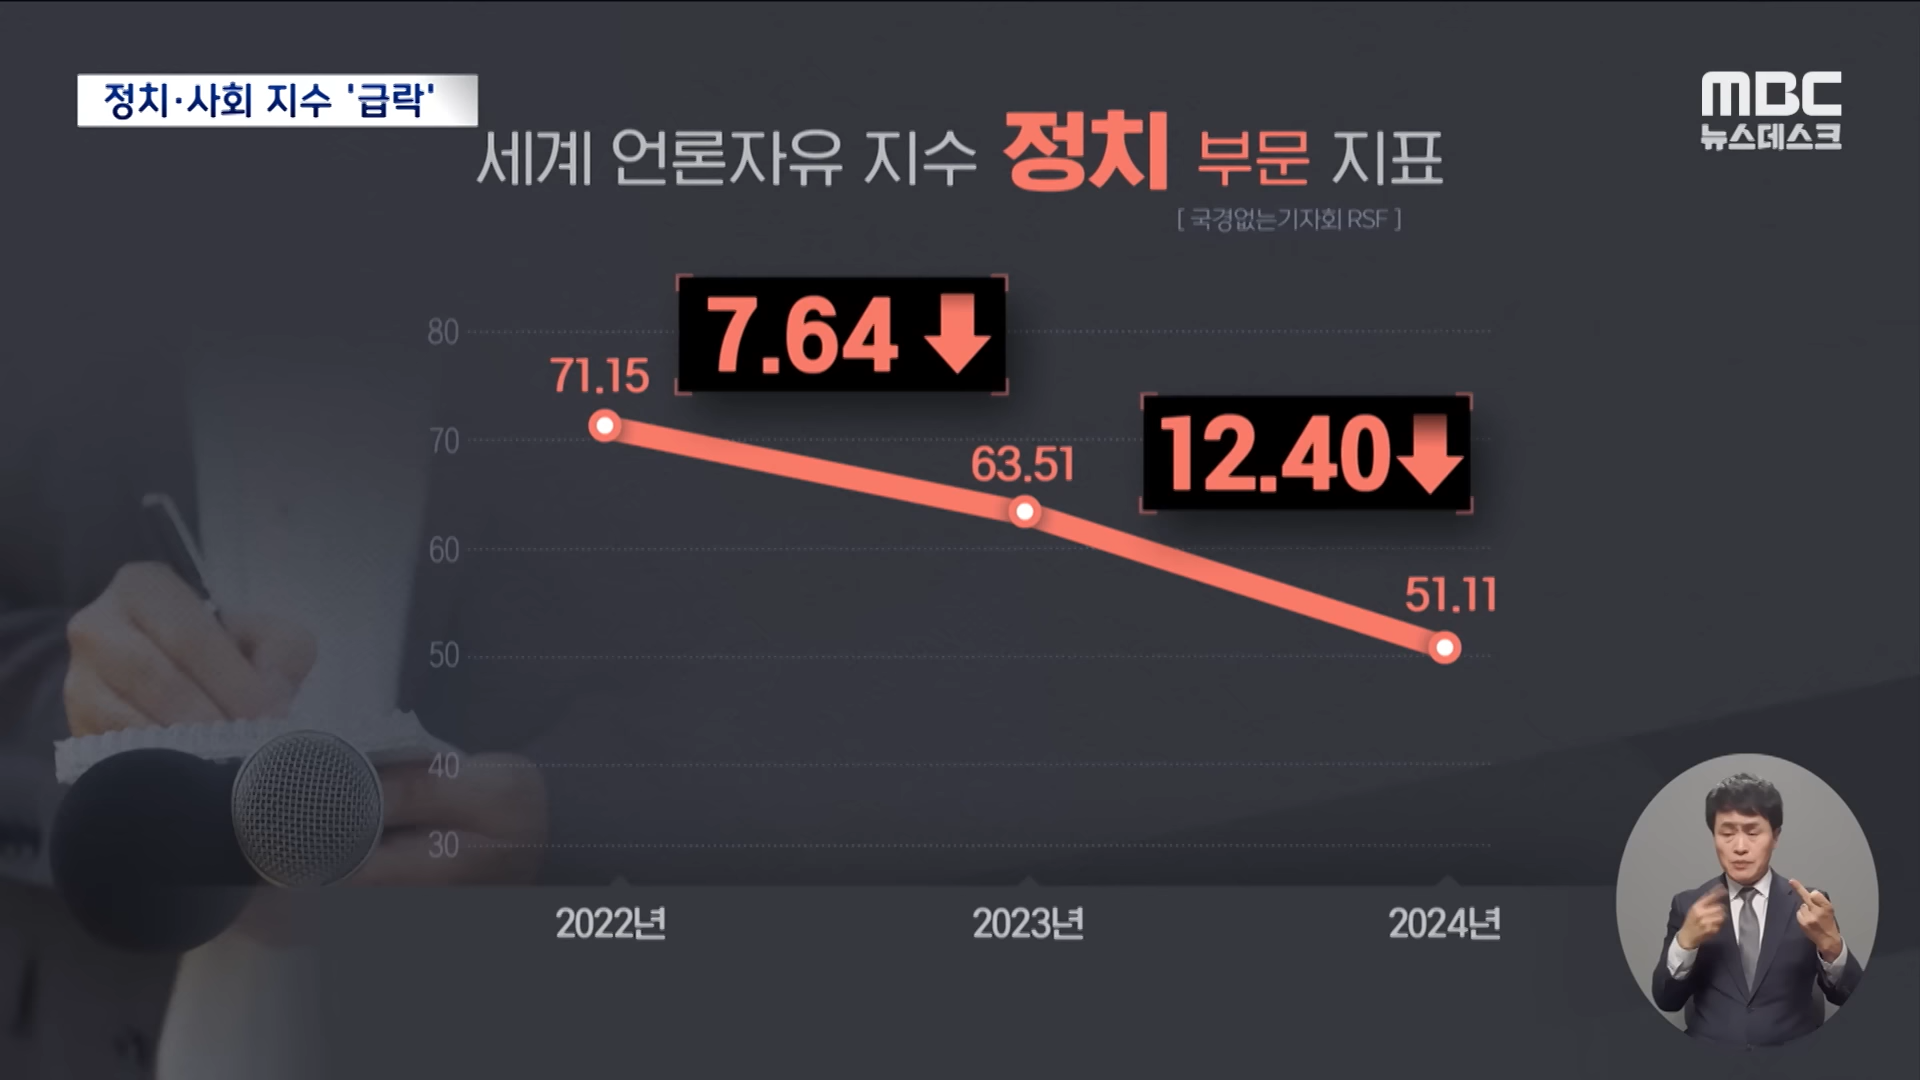 정치·사회 지수 '급락'
MBC
뉴스데스크
세계 언론자유 지수 정치 부문 지표
[ 국경없는기자회 RSF ]
7.64
12.40
80
70
60
50
40
30
71.15
63.51
51.11
2022년
2023년
2024년